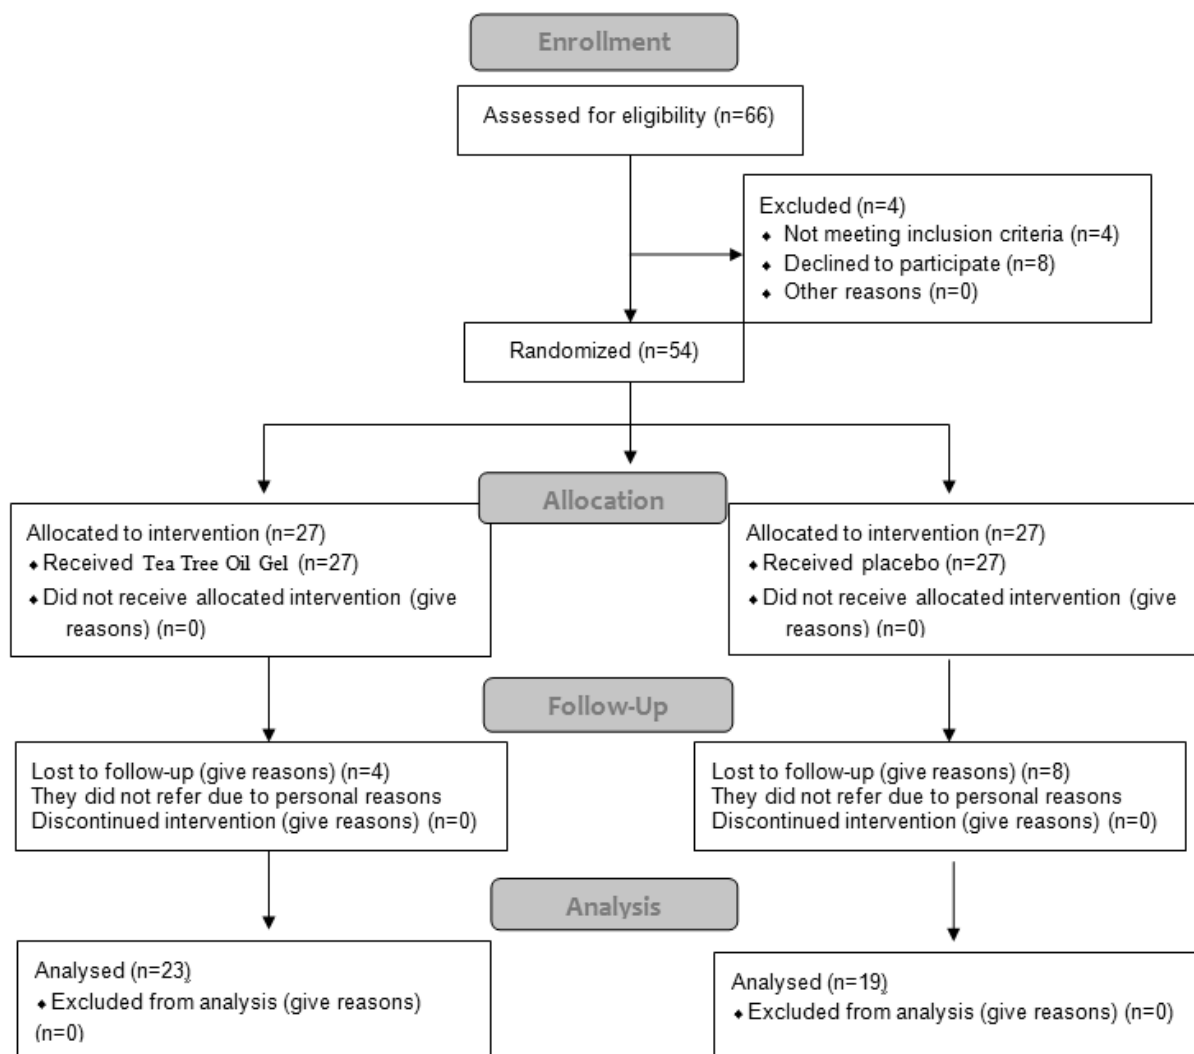 Enrollment
Assessed for eligibility (n=66)
Excluded (n=4)
⬥ Not meeting inclusion criteria (n=4)
⬥ Declined to participate (n=8)
⬥ Other reasons (n=0)
Randomized (n=54)
Allocation
Allocated to intervention (n=27)
⬥ Received Tea Tree Oil Gel (n=27)
⬥ Did not receive allocated intervention (give
reasons) (n=0)
Allocated to intervention (n=27)
⬥ Received placebo (n=27)
⬥ Did not receive allocated intervention (give
reasons) (n=0)
Follow-Up
Lost to follow-up (give reasons) (n=4)
They did not refer due to personal reasons
Discontinued intervention (give reasons) (n=0)
Lost to follow-up (give reasons) (n=8)
They did not refer due to personal reasons
Discontinued intervention (give reasons) (n=0)
Analysis
Analysed (n=23)
⬥ Excluded from analysis (give reasons)
(n=0)
Analysed (n=19)
⬥ Excluded from analysis (give reasons) (n=0)